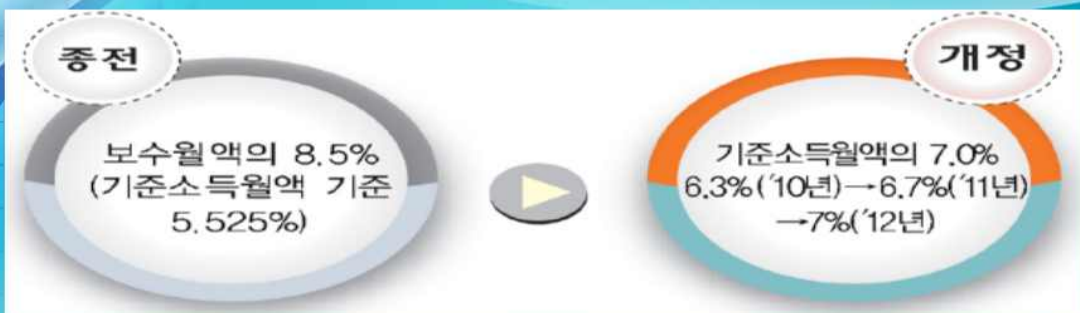 종전
보수월액의 8.5%
(기준소득월액 기준
5.525%)
개정
기준소득월액의 7.0%
6.3%('10년)→6.7%('11년)
→7%('12년)